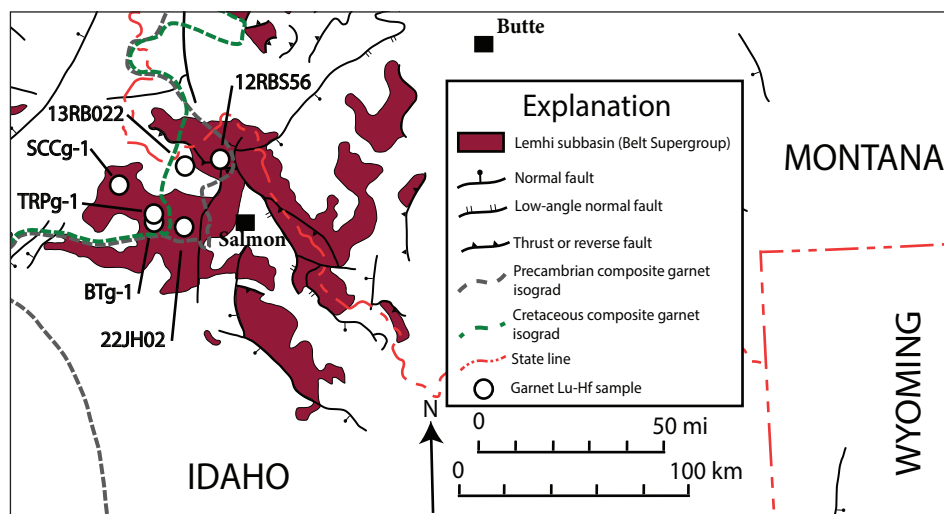 Butte
12RBS56
13RB022
SCCg-1
TRPg-1
BTg-1
22JH02
Salmon
Explanation
Lemhi subbasin (Belt Supergroup)
Normal fault
Low-angle normal fault
Thrust or reverse fault
Precambrian composite garnet
isograd
Cretaceous composite garnet
isograd
State line
Garnet Lu-Hf sample
MONTANA
WYOMING
IDAHO
N
0
50 mi
0
100 km